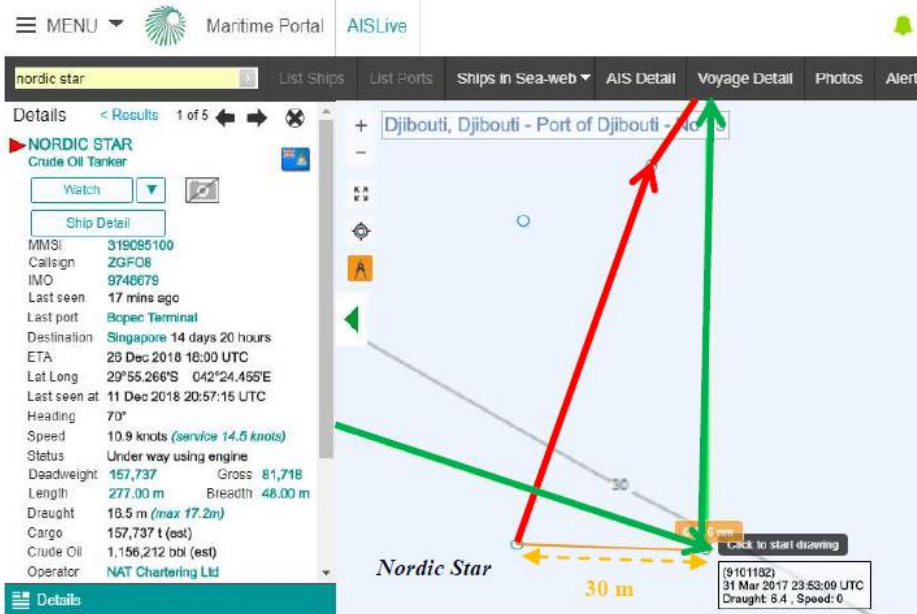 MENU Maritime Portal AISLive
nordic star List Ships List Ports Ships in Sea-web AIS Detail Voyage Detail Photos Alert
Details < Results 1 of 5
NORDIC STAR
Crude Oil Tanker
Watch
Ship Detail
MMSI 319095100
Callsign ZGFO8
IMO 9748679
Last seen 17 mins ago
Last port Bopec Terminal
Destination Singapore 14 days 20 hours
ETA 26 Dec 2018 18:00 UTC
Lat Long 29°55.266'S 042°24.455'E
Last seen at 11 Dec 2018 20:57:15 UTC
Heading 70°
Speed 10.9 knots (service 14.5 knots)
Status Under way using engine
Deadweight 157,737 Gross 81,718
Length 277.00 m Breadth 48.00 m
Draught 16.5 m (max 17.2m)
Cargo 157,737 t (est)
Crude Oil 1,156,212 bbl (est)
Operator NAT Chartering Ltd
Details
+
−
Djibouti, Djibouti - Port of Djibouti -
30
nm
Click to start drawing
Nordic Star
30 m
(9101182)
31 Mar 2017 23:53:09 UTC
Draught: 6.4 , Speed: 0